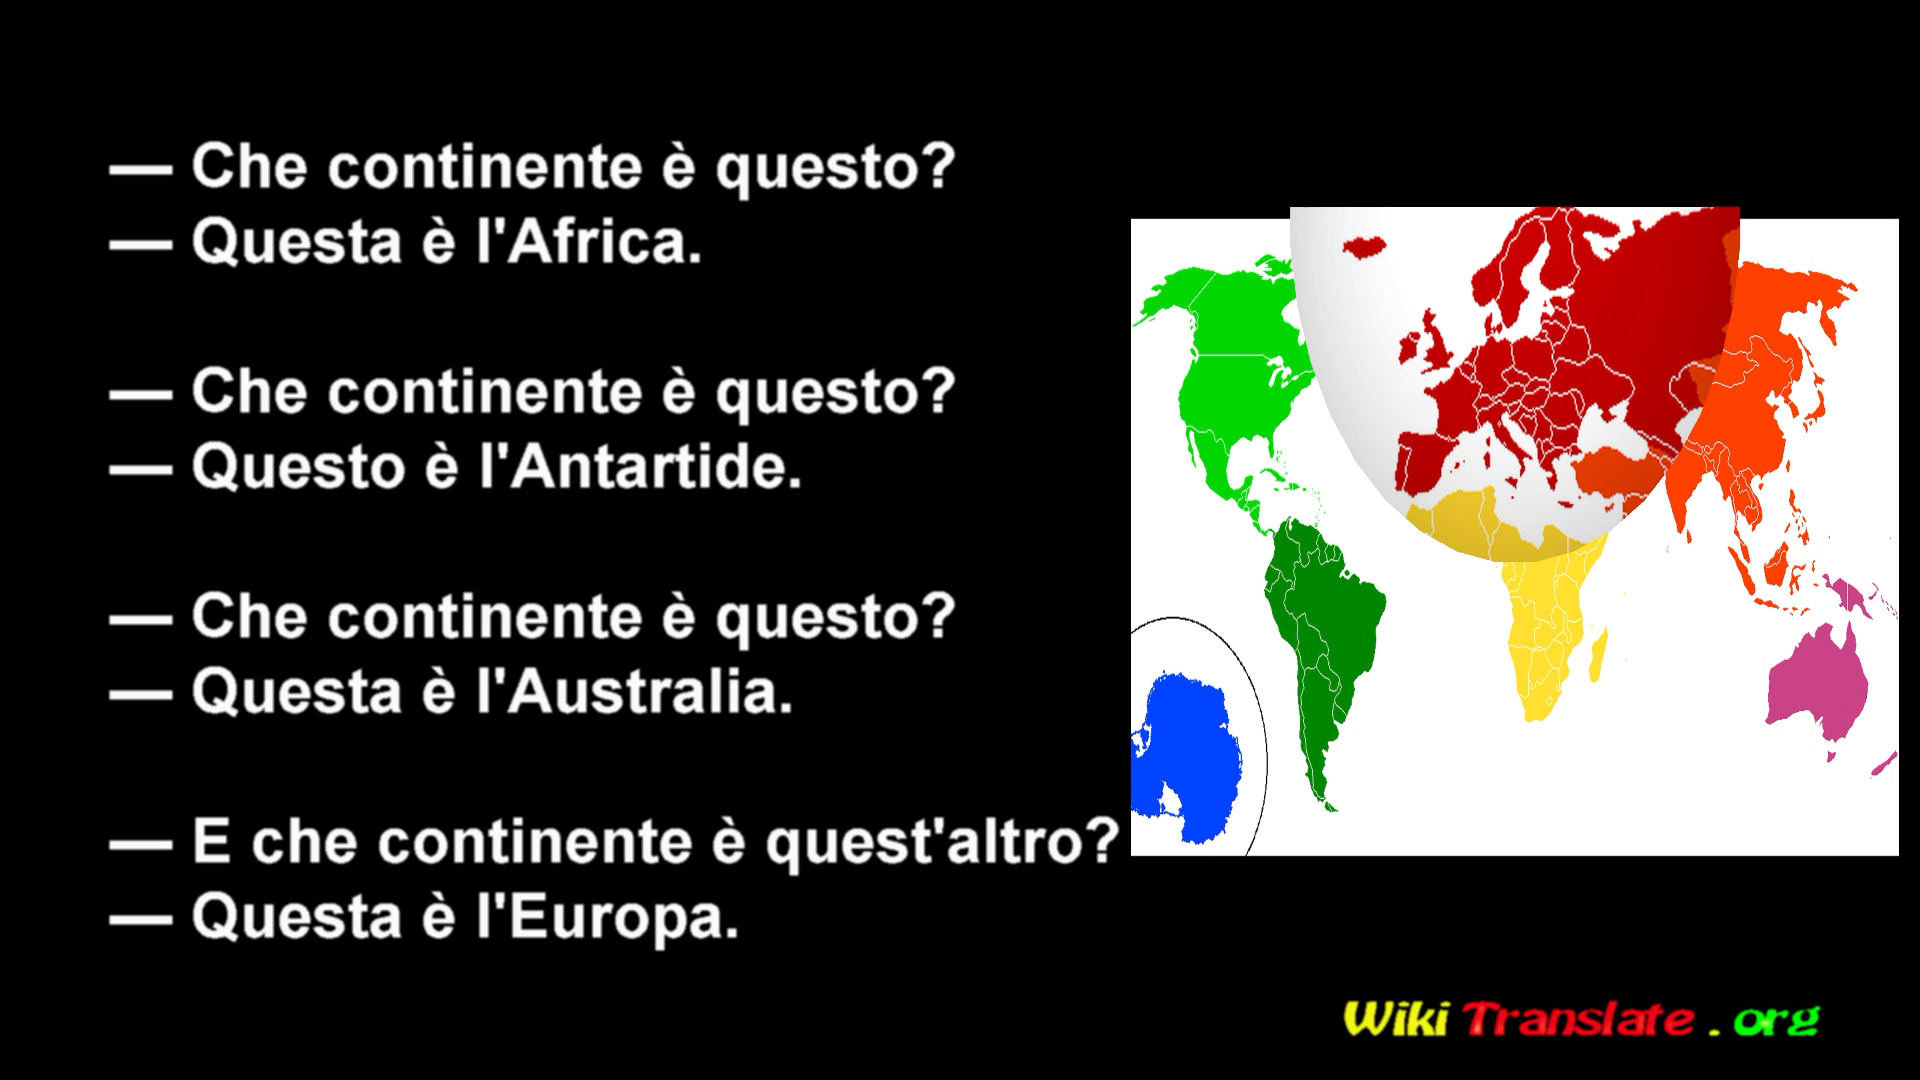 — Che continente è questo?
— Questa è l'Africa.
— Che continente è questo?
— Questo è l'Antartide.
— Che continente è questo?
— Questa è l'Australia.
— E che continente è quest'altro?
— Questa è l'Europa.
Wiki Translate . org